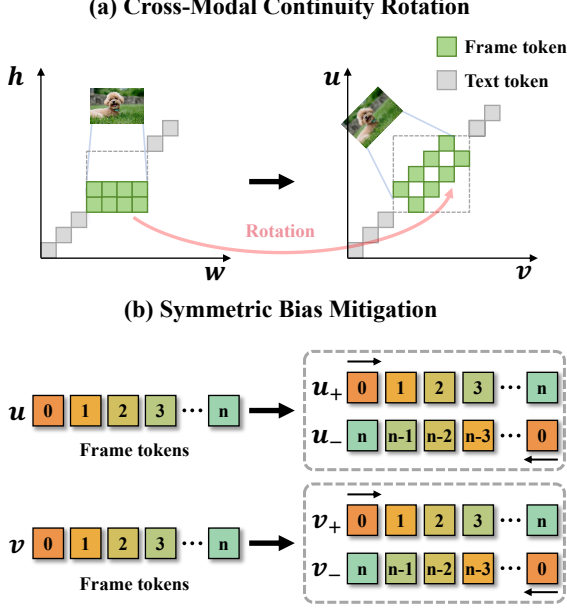 (a) Cross-Modal Continuity Rotation
Frame token
Text token
h
u
Rotation
w
v
(b) Symmetric Bias Mitigation
u 0 1 2 3 ··· n
Frame tokens
u+ 0 1 2 3 ··· n
u− n n-1 n-2 n-3 ··· 0
v 0 1 2 3 ··· n
Frame tokens
v+ 0 1 2 3 ··· n
v− n n-1 n-2 n-3 ··· 0